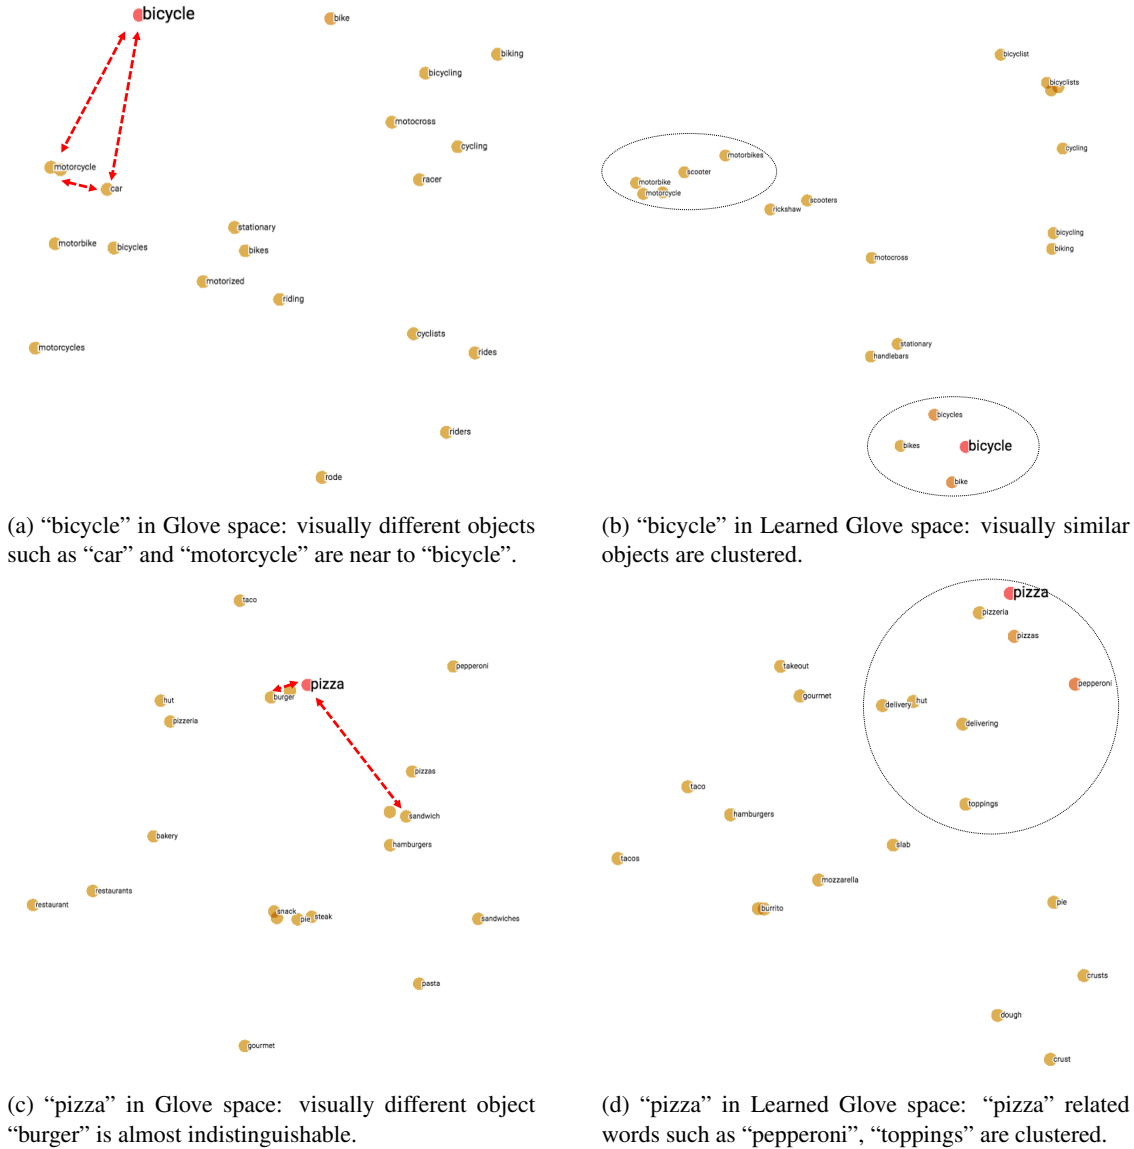 bicycle
bike
biking
bicycling
motocross
cycling
motorcycle
racer
car
stationary
motorbike
bicycles
bikes
motorized
riding
cyclists
motorcycles
rides
riders
rode
(a) “bicycle” in Glove space: visually different objects
such as “car” and “motorcycle” are near to “bicycle”.
bicyclist
bicyclists
cycling
motorbikes
scooter
motorbike
motorcycle
scooters
rickshaw
bicycling
biking
motocross
stationary
handlebars
bicycles
bikes
bicycle
bike
(b) “bicycle” in Learned Glove space: visually similar
objects are clustered.
taco
pepperoni
pizza
burger
hut
pizzeria
pizzas
sandwich
bakery
hamburgers
restaurants
restaurant
snack
pie
steak
sandwiches
pasta
gourmet
(c) “pizza” in Glove space: visually different object
“burger” is almost indistinguishable.
pizza
pizzeria
pizzas
takeout
pepperoni
gourmet
delivery
hut
delivering
taco
toppings
hamburgers
slab
tacos
mozzarella
burrito
pie
crusts
dough
crust
(d) “pizza” in Learned Glove space: “pizza” related
words such as “pepperoni”, “toppings” are clustered.